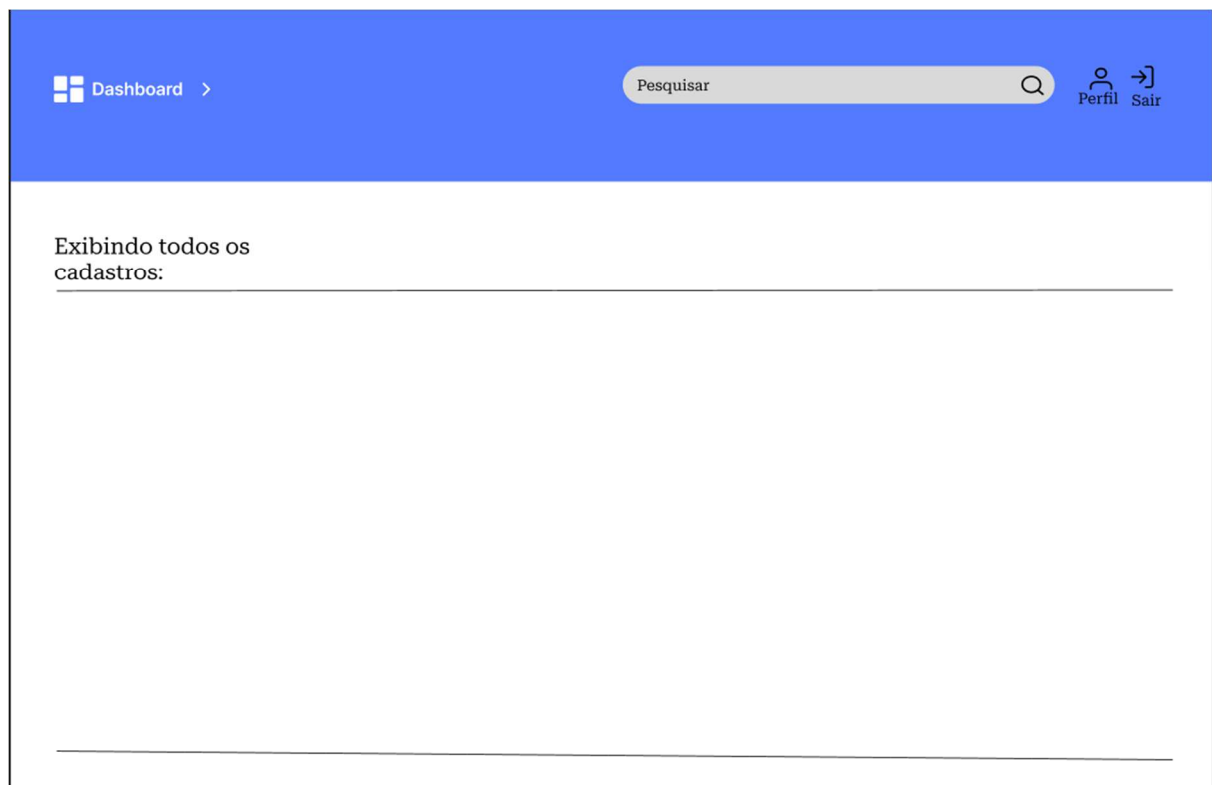 Dashboard
Pesquisar
Perfil
Sair
Exibindo todos os
cadastros: